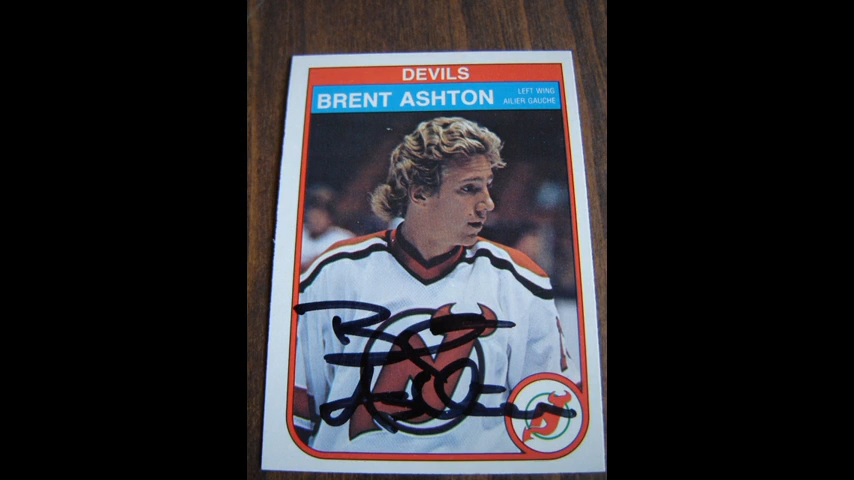 DEVILS
BRENT ASHTON
LEFT WING
AILIER GAUCHE